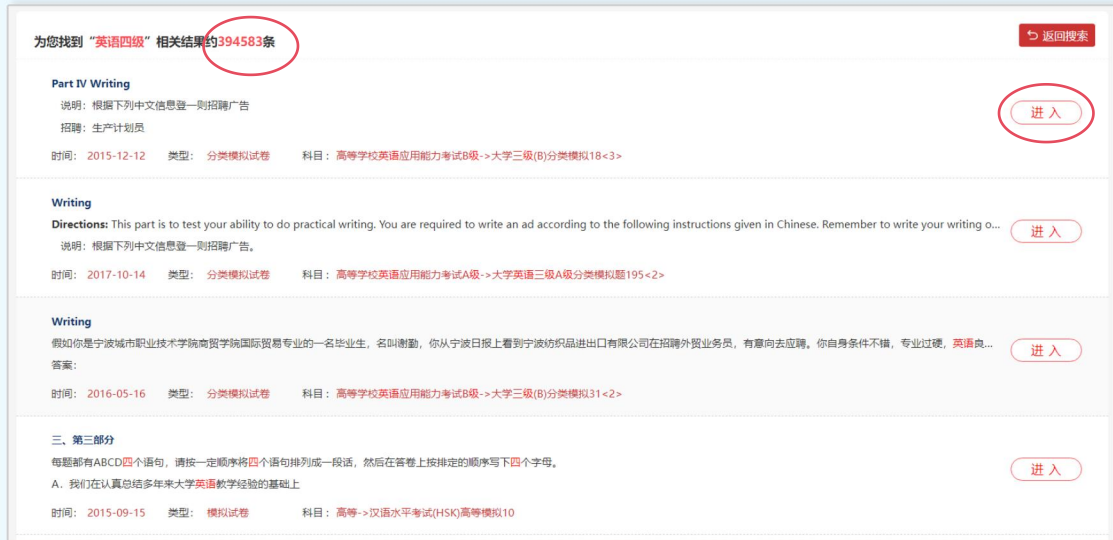 为您找到“英语四级”相关结果约394583条
返回搜索
Part IV Writing
说明：根据下列中文信息登一则招聘广告
招聘：生产计划员
进 入
时间： 2015-12-12 类型： 分类模拟试卷 科目：高等学校英语应用能力考试B级->大学三级(B)分类模拟18<3>
Writing
Directions: This part is to test your ability to do practical writing. You are required to write an ad according to the following instructions given in Chinese. Remember to write your writing o...
进 入
说明：根据下列中文信息登一则招聘广告。
时间： 2017-10-14 类型： 分类模拟试卷 科目：高等学校英语应用能力考试A级->大学英语三级A级分类模拟题195<2>
Writing
假如你是宁波城市职业技术学院商贸学院国际贸易专业的一名毕业生，名叫谢勤，你从宁波日报上看到宁波纺织品进出口有限公司在招聘外贸业务员，有意向去应聘。你自身条件不错，专业过硬，英语良...
进 入
答案：
时间： 2016-05-16 类型： 分类模拟试卷 科目：高等学校英语应用能力考试B级->大学三级(B)分类模拟31<2>
三、第三部分
每题都有ABCD四个语句，请按一定顺序将四个语句排列成一段话，然后在答卷上按排定的顺序写下四个字母。
进 入
A．我们在认真总结多年来大学英语教学经验的基础上
时间： 2015-09-15 类型： 模拟试卷 科目：高等->汉语水平考试(HSK)高等模拟10